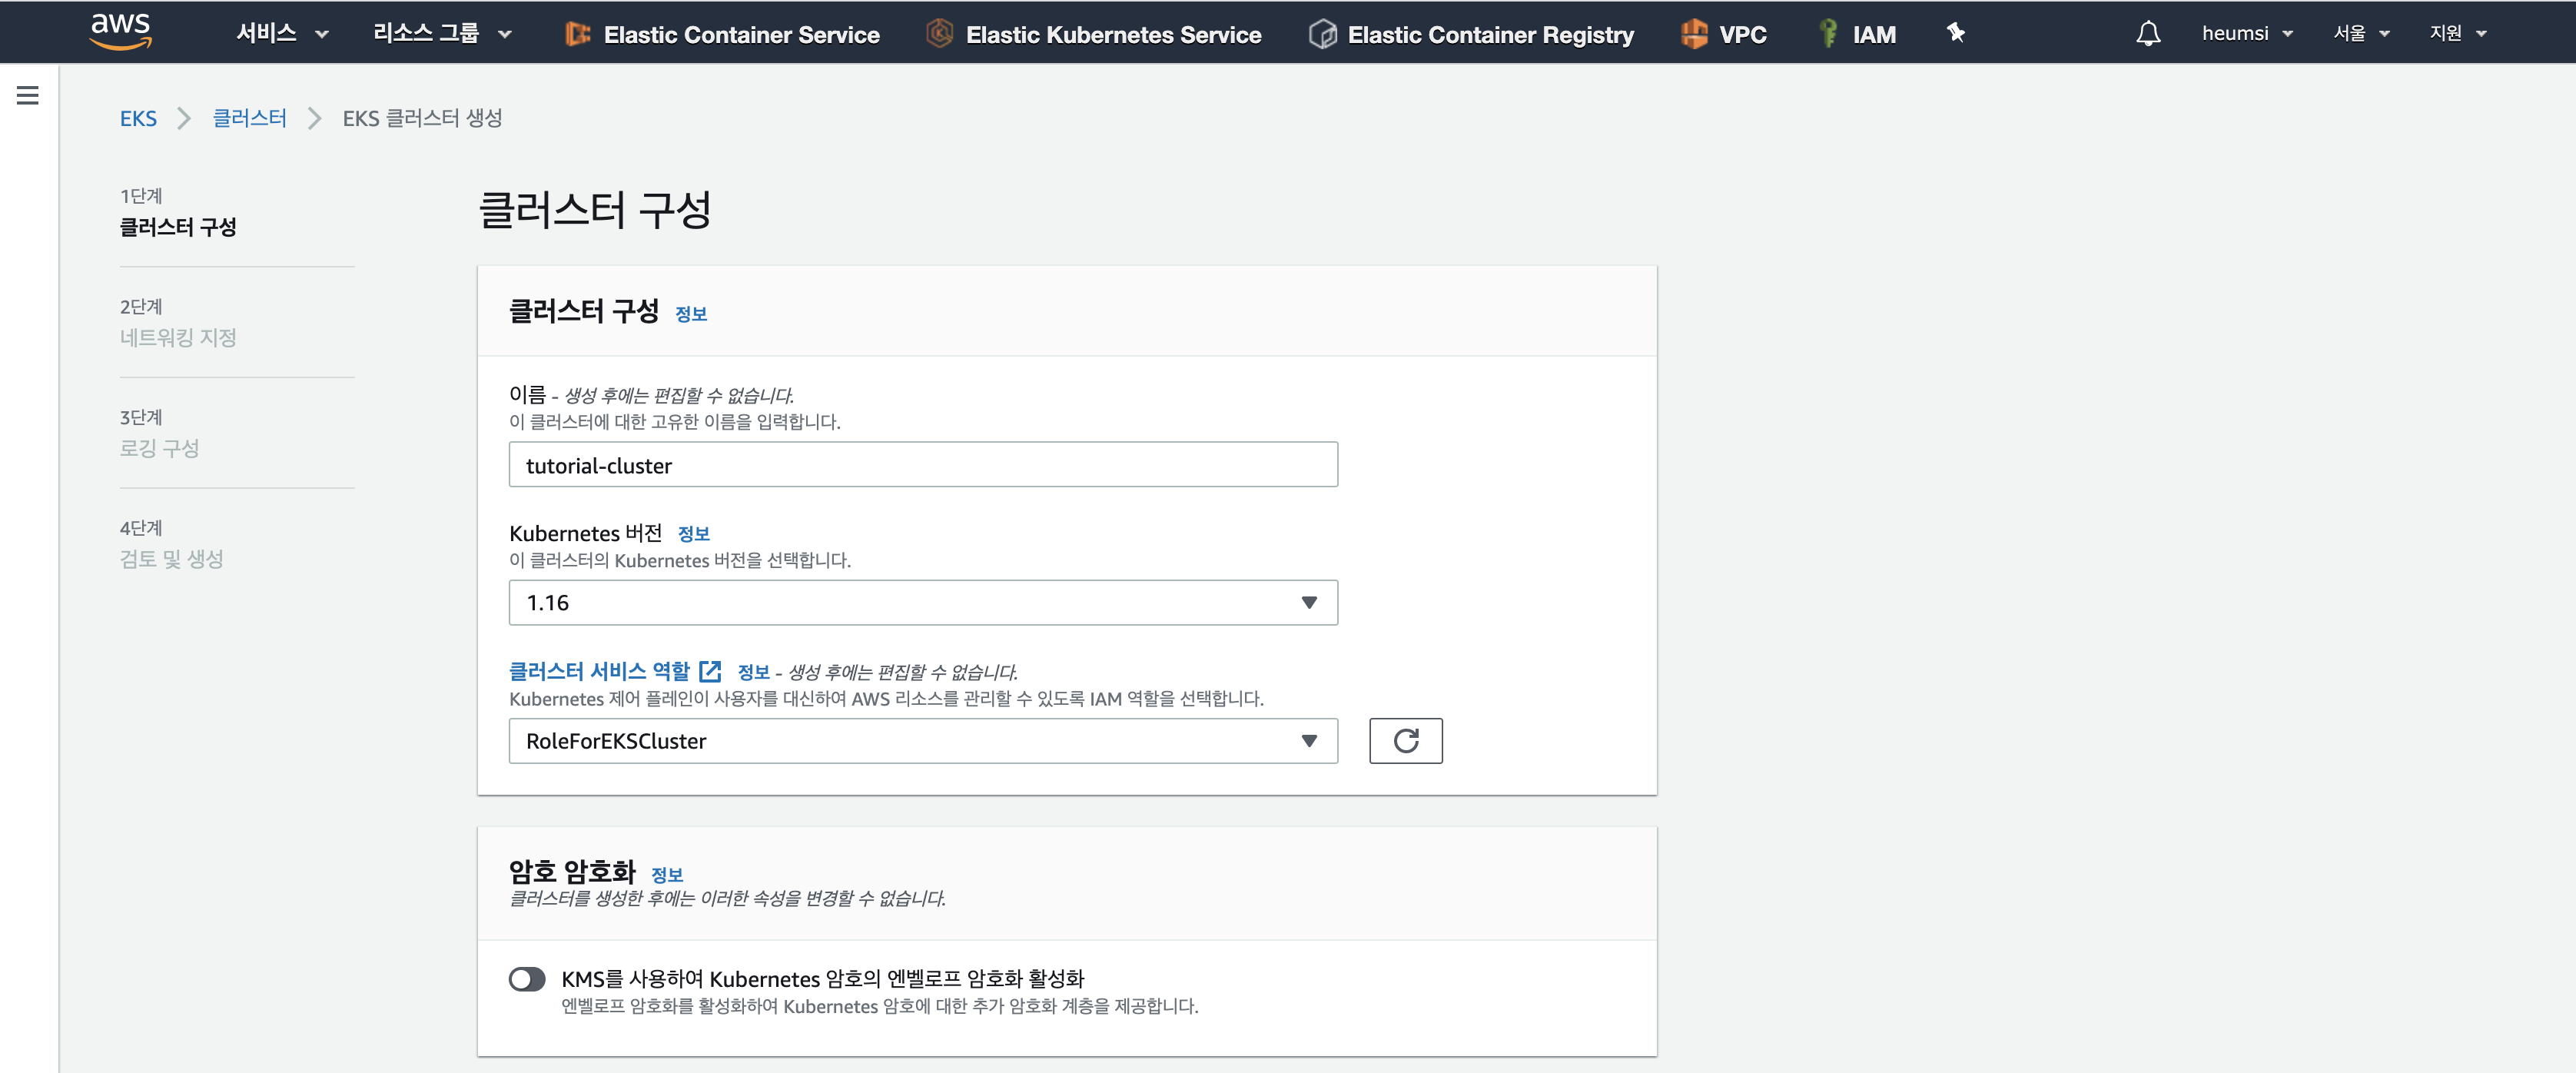 aws 서비스 리소스 그룹 Elastic Container Service Elastic Kubernetes Service Elastic Container Registry VPC IAM heumsi 서울 지원
EKS 클러스터 EKS 클러스터 생성
1단계
클러스터 구성
2단계
네트워킹 지정
3단계
로깅 구성
4단계
검토 및 생성
클러스터 구성
클러스터 구성 정보
이름 - 생성 후에는 편집할 수 없습니다.
이 클러스터에 대한 고유한 이름을 입력합니다.
tutorial-cluster
Kubernetes 버전 정보
이 클러스터의 Kubernetes 버전을 선택합니다.
1.16
클러스터 서비스 역할 정보 - 생성 후에는 편집할 수 없습니다.
Kubernetes 제어 플레인이 사용자를 대신하여 AWS 리소스를 관리할 수 있도록 IAM 역할을 선택합니다.
RoleForEKSCluster
암호 암호화 정보
클러스터를 생성한 후에는 이러한 속성을 변경할 수 없습니다.
KMS를 사용하여 Kubernetes 암호의 엔벨로프 암호화 활성화
엔벨로프 암호화를 활성화하여 Kubernetes 암호에 대한 추가 암호화 계층을 제공합니다.